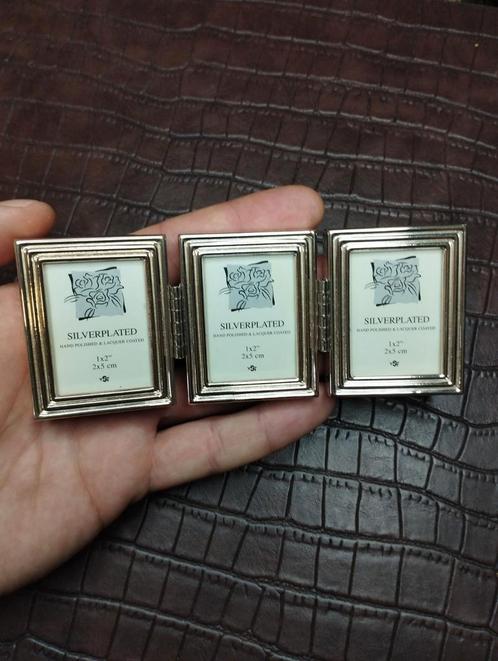 SILVERPLATED
HAND POLISHED & LACQUER COATED
1x2"
2x5 cm
SILVERPLATED
HAND POLISHED & LACQUER COATED
1x2"
2x5 cm
SILVERPLATED
HAND POLISHED & LACQUER COATED
1x2"
2x5 cm